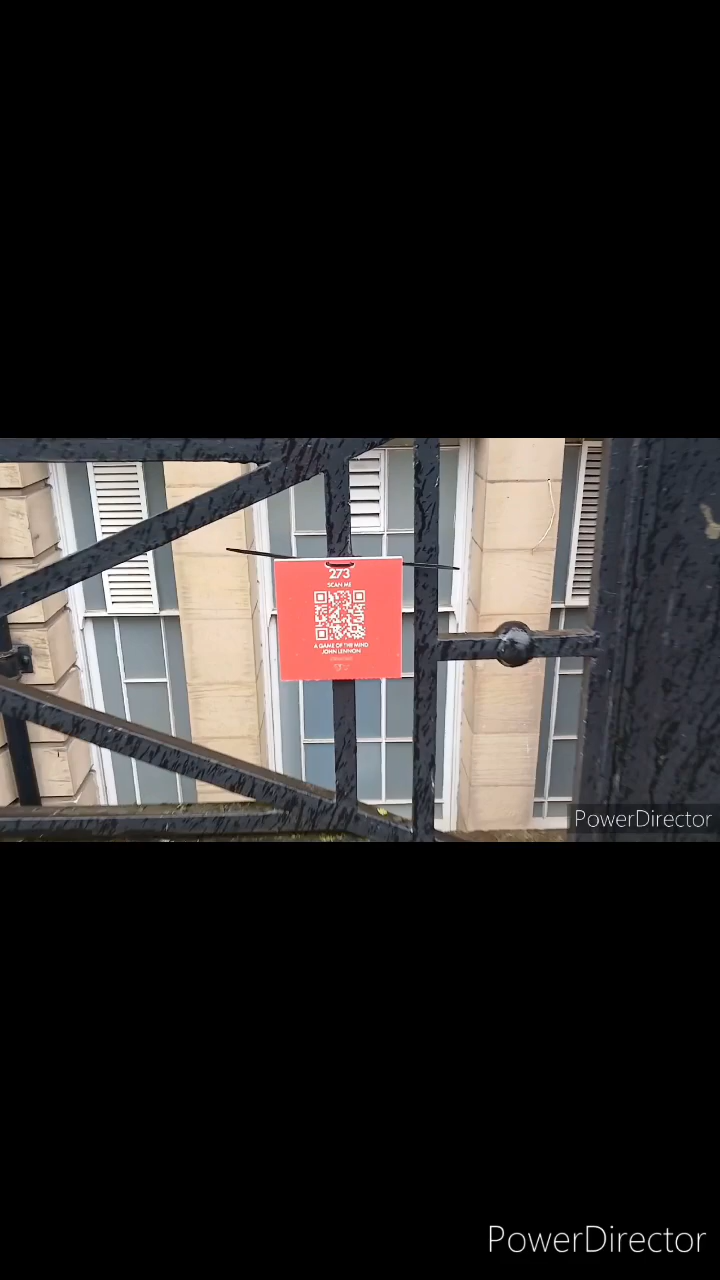 273
SCAN ME
A GAME OF THE MIND
JOHN LENNON
PowerDirector
PowerDirector